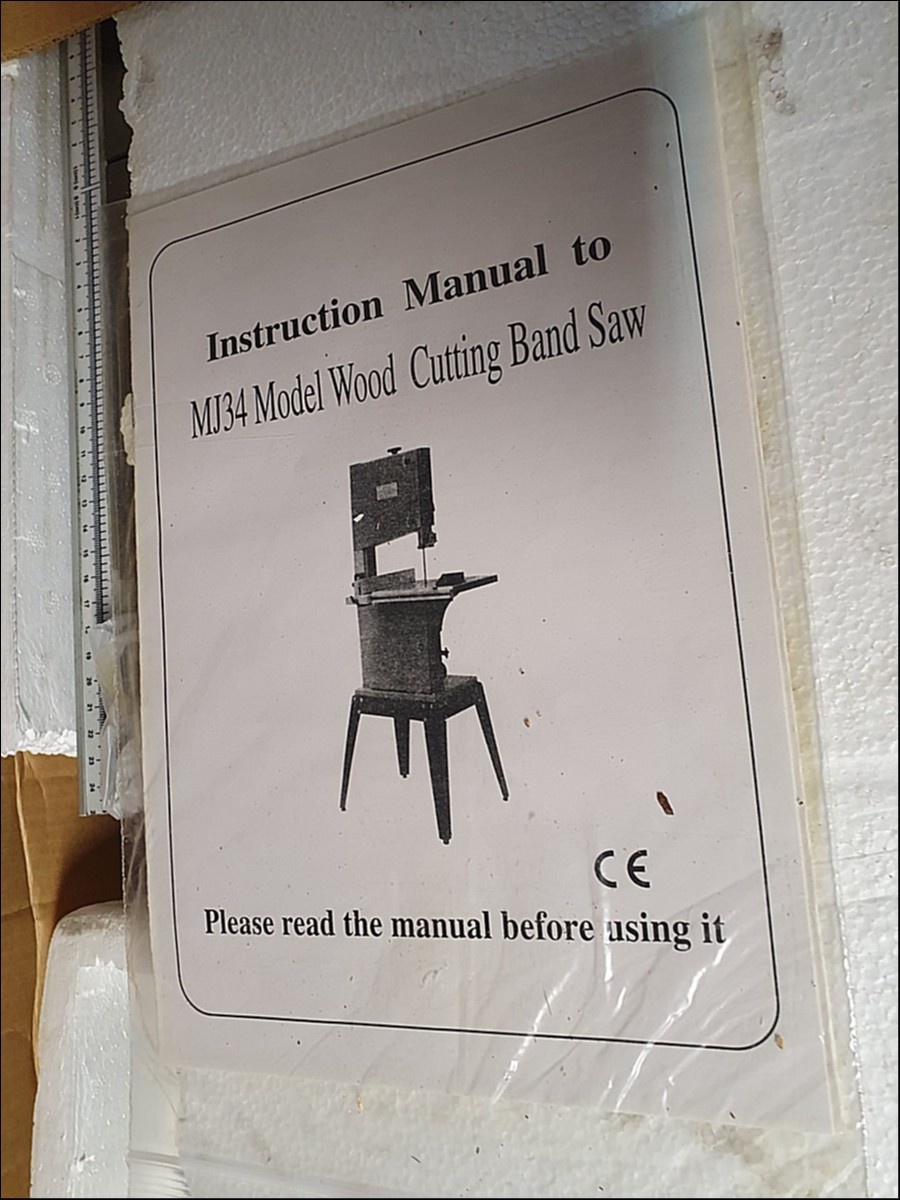 Instruction Manual to
MJ34 Model Wood Cutting Band Saw
CE
Please read the manual before using it